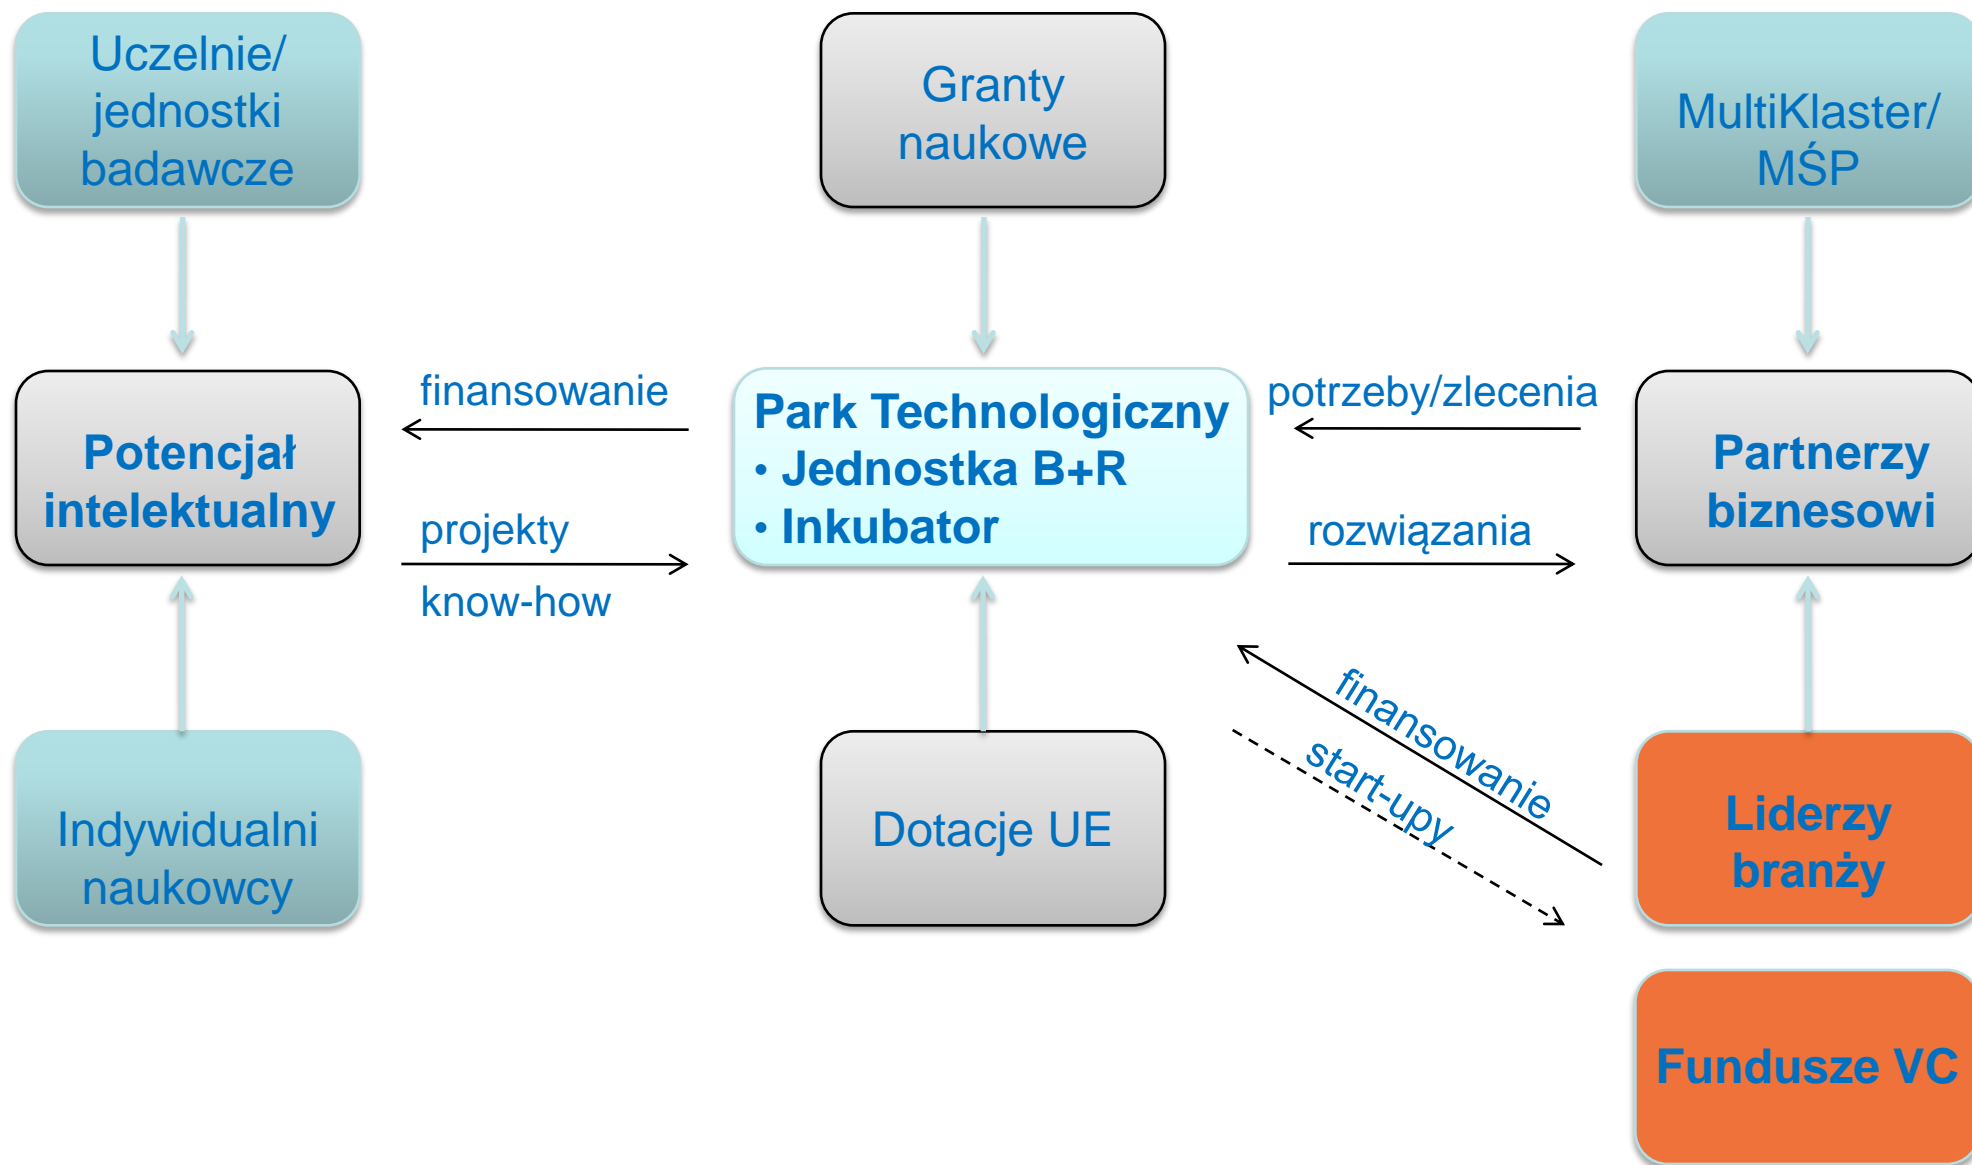 Uczelnie/
jednostki
badawcze
Granty
naukowe
MultiKlaster/
MŚP
Potencjał
intelektualny
finansowanie
projekty
know-how
Park Technologiczny
• Jednostka B+R
• Inkubator
potrzeby/zlecenia
rozwiązania
Partnerzy
biznesowi
finansowanie
start-upy
Indywidualni
naukowcy
Dotacje UE
Liderzy
branży
Fundusze VC